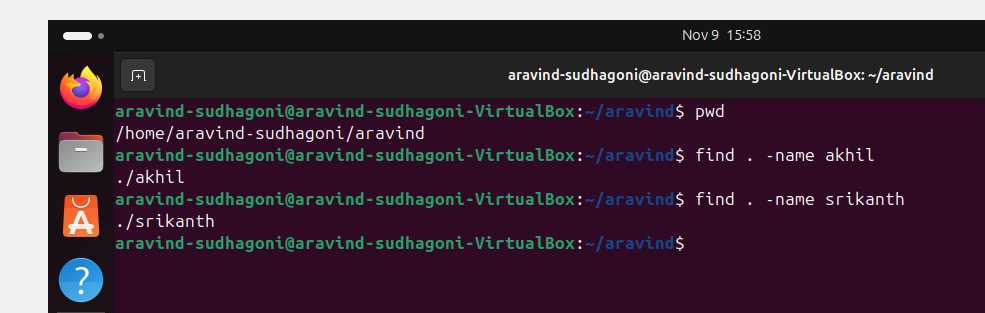 Nov 9 15:58
aravind-sudhagoni@aravind-sudhagoni-VirtualBox: ~/aravind
aravind-sudhagoni@aravind-sudhagoni-VirtualBox:~/aravind$ pwd
/home/aravind-sudhagoni/aravind
aravind-sudhagoni@aravind-sudhagoni-VirtualBox:~/aravind$ find . -name akhil
./akhil
aravind-sudhagoni@aravind-sudhagoni-VirtualBox:~/aravind$ find . -name srikanth
./srikanth
aravind-sudhagoni@aravind-sudhagoni-VirtualBox:~/aravind$